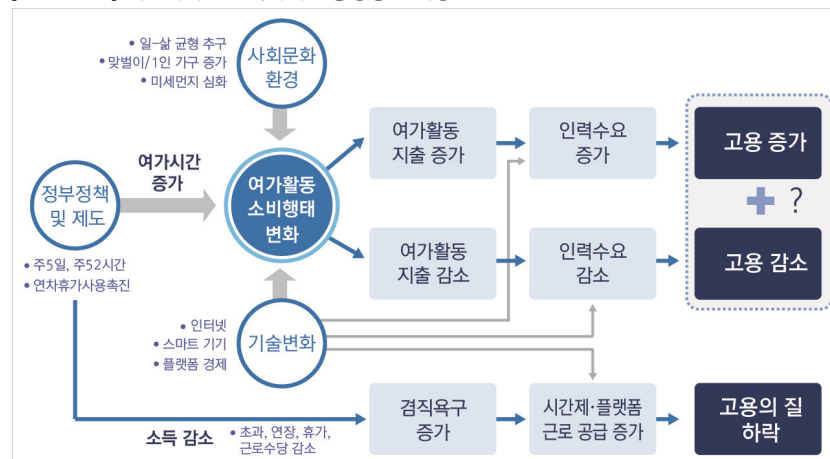 • 일-삶 균형 추구
• 맞벌이/1인 가구 증가
• 미세먼지 심화
사회문화
환경
여가활동
지출 증가
인력수요
증가
고용 증가
여가시간
증가
정부정책
및 제도
여가활동
소비행태
변화
+ ?
• 주5일, 주52시간
• 연차휴가사용촉진
여가활동
지출 감소
인력수요
감소
고용 감소
• 인터넷
• 스마트 기기
• 플랫폼 경제
기술변화
겸직욕구
증가
시간제·플랫폼
근로 공급 증가
고용의 질
하락
소득 감소
• 초과, 연장, 휴가,
근로수당 감소